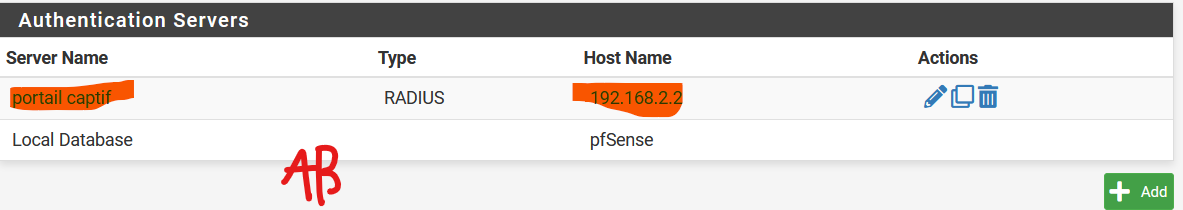 Authentication Servers
Server Name Type Host Name Actions
portail captif RADIUS 192.168.2.2
Local Database pfSense
AB
Add